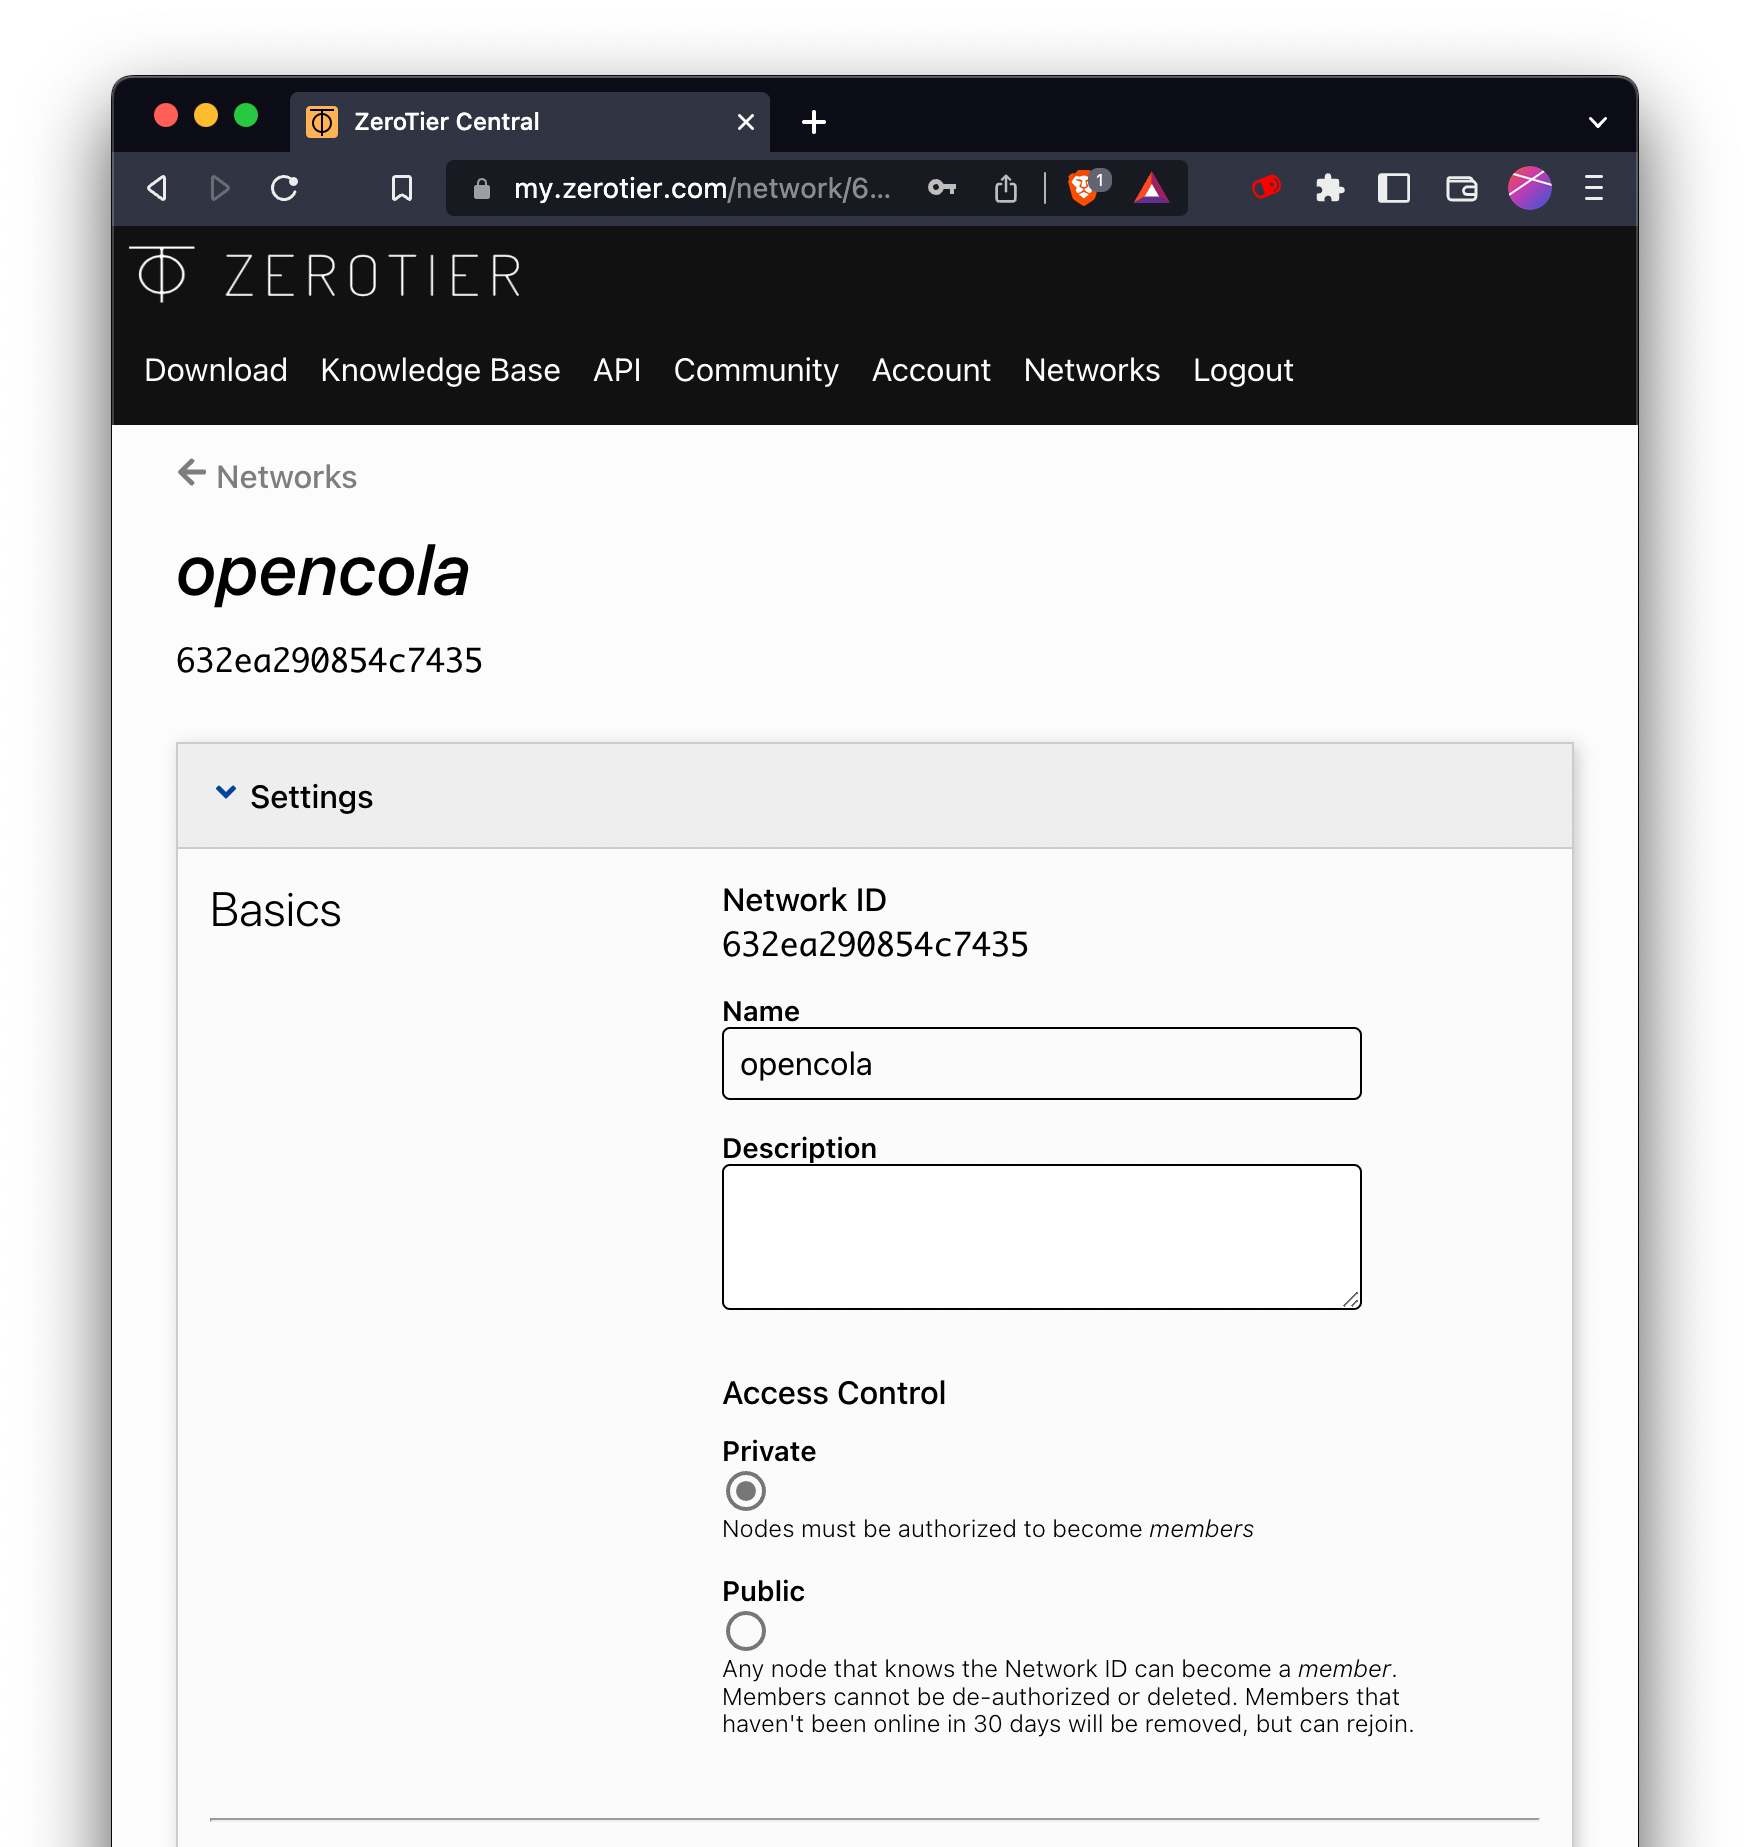 ZeroTier Central
my.zerotier.com/network/6...
1
ZEROTIER
Download Knowledge Base API Community Account Networks Logout
Networks
opencola
632ea290854c7435
Settings
Basics
Network ID
632ea290854c7435
Name
opencola
Description
Access Control
Private
Nodes must be authorized to become members
Public
Any node that knows the Network ID can become a member.
Members cannot be de-authorized or deleted. Members that
haven't been online in 30 days will be removed, but can rejoin.